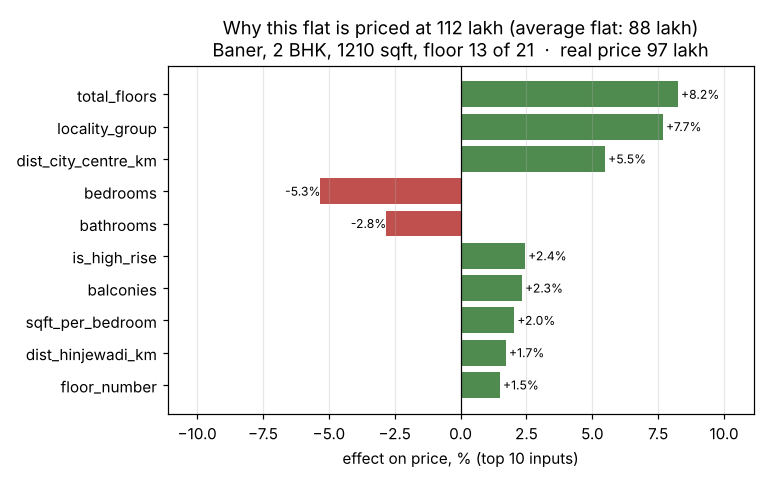 Why this flat is priced at 112 lakh (average flat: 88 lakh)
Baner, 2 BHK, 1210 sqft, floor 13 of 21 · real price 97 lakh
total_floors +8.2%
locality_group +7.7%
dist_city_centre_km +5.5%
bedrooms -5.3%
bathrooms -2.8%
is_high_rise +2.4%
balconies +2.3%
sqft_per_bedroom +2.0%
dist_hinjewadi_km +1.7%
floor_number +1.5%
−10.0 −7.5 −5.0 −2.5 0.0 2.5 5.0 7.5 10.0
effect on price, % (top 10 inputs)